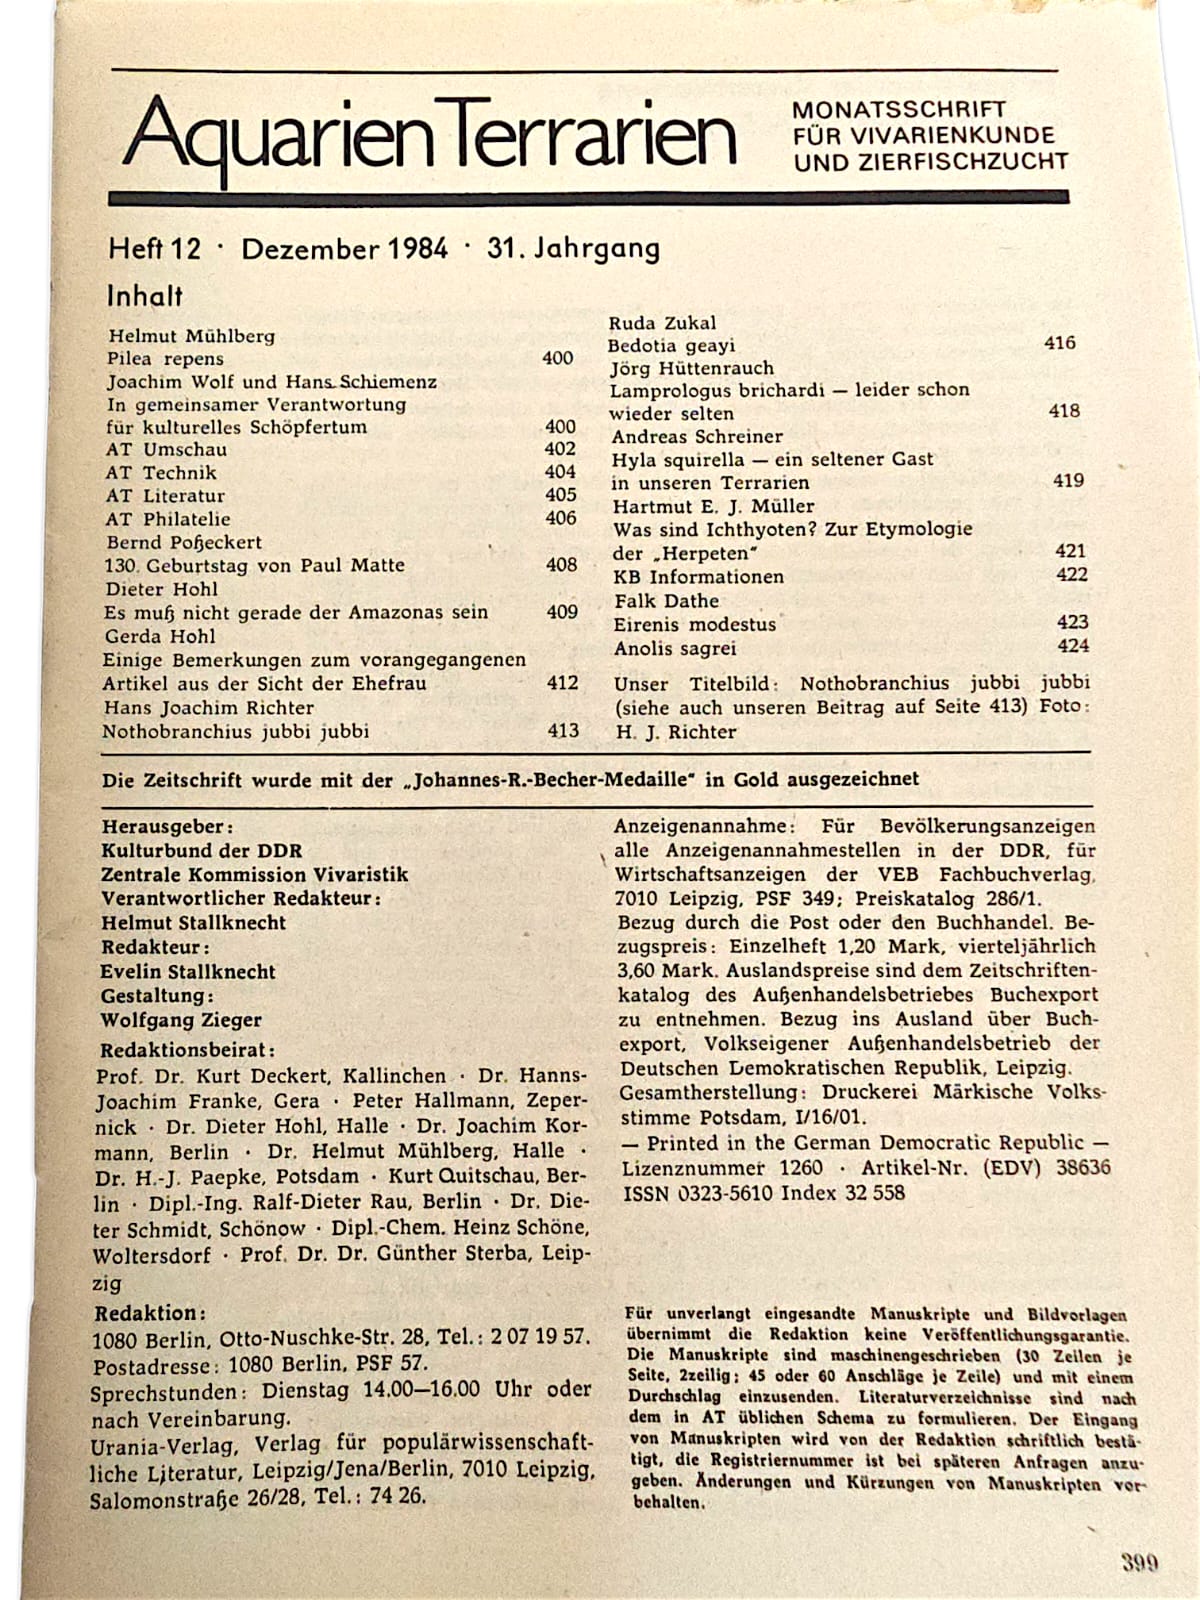 Aquarien Terrarien
MONATSSCHRIFT
FÜR VIVARIENKUNDE
UND ZIERFISCHZUCHT
Heft 12 · Dezember 1984 · 31. Jahrgang
Inhalt
Helmut Mühlberg
Pilea repens 400
Joachim Wolf und Hans Schiemenz
In gemeinsamer Verantwortung
für kulturelles Schöpfertum 400
AT Umschau 402
AT Technik 404
AT Literatur 405
AT Philatelie 406
Bernd Poßeckert
130. Geburtstag von Paul Matte 408
Dieter Hohl
Es muß nicht gerade der Amazonas sein 409
Gerda Hohl
Einige Bemerkungen zum vorangegangenen
Artikel aus der Sicht der Ehefrau 412
Hans Joachim Richter
Nothobranchius jubbi jubbi 413
Ruda Zukal
Bedotia geayi 416
Jörg Hüttenrauch
Lamprologus brichardi — leider schon
wieder selten 418
Andreas Schreiner
Hyla squirella — ein seltener Gast
in unseren Terrarien 419
Hartmut E. J. Müller
Was sind Ichthyoten? Zur Etymologie
der „Herpeten" 421
KB Informationen 422
Falk Dathe
Eirenis modestus 423
Anolis sagrei 424
Unser Titelbild: Nothobranchius jubbi jubbi
(siehe auch unseren Beitrag auf Seite 413) Foto:
H. J. Richter
Die Zeitschrift wurde mit der „Johannes-R.-Becher-Medaille" in Gold ausgezeichnet
Herausgeber:
Kulturbund der DDR
Zentrale Kommission Vivaristik
Verantwortlicher Redakteur:
Helmut Stallknecht
Redakteur:
Evelin Stallknecht
Gestaltung:
Wolfgang Zieger
Redaktionsbeirat:
Prof. Dr. Kurt Deckert, Kallinchen · Dr. Hanns-
Joachim Franke, Gera · Peter Hallmann, Zeper-
nick · Dr. Dieter Hohl, Halle · Dr. Joachim Kor-
mann, Berlin · Dr. Helmut Mühlberg, Halle ·
Dr. H.-J. Paepke, Potsdam · Kurt Quitschau, Ber-
lin · Dipl.-Ing. Ralf-Dieter Rau, Berlin · Dr. Die-
ter Schmidt, Schönow · Dipl.-Chem. Heinz Schöne,
Woltersdorf · Prof. Dr. Dr. Günther Sterba, Leip-
zig
Redaktion:
1080 Berlin, Otto-Nuschke-Str. 28, Tel.: 2 07 19 57.
Postadresse: 1080 Berlin, PSF 57.
Sprechstunden: Dienstag 14.00—16.00 Uhr oder
nach Vereinbarung.
Urania-Verlag, Verlag für populärwissenschaft-
liche Literatur, Leipzig/Jena/Berlin, 7010 Leipzig,
Salomonstraße 26/28, Tel.: 74 26.
Anzeigenannahme: Für Bevölkerungsanzeigen
alle Anzeigenannahmestellen in der DDR, für
Wirtschaftsanzeigen der VEB Fachbuchverlag,
7010 Leipzig, PSF 349; Preiskatalog 286/1.
Bezug durch die Post oder den Buchhandel. Be-
zugspreis: Einzelheft 1,20 Mark, vierteljährlich
3,60 Mark. Auslandspreise sind dem Zeitschriften-
katalog des Außenhandelsbetriebes Buchexport
zu entnehmen. Bezug ins Ausland über Buch-
export, Volkseigener Außenhandelsbetrieb der
Deutschen Demokratischen Republik, Leipzig.
Gesamtherstellung: Druckerei Märkische Volks-
stimme Potsdam, I/16/01.
— Printed in the German Democratic Republic —
Lizenznummer 1260 · Artikel-Nr. (EDV) 38636
ISSN 0323-5610 Index 32 558
Für unverlangt eingesandte Manuskripte und Bildvorlagen
übernimmt die Redaktion keine Veröffentlichungsgarantie.
Die Manuskripte sind maschinengeschrieben (30 Zeilen je
Seite, 2zeilig; 45 oder 60 Anschläge je Zeile) und mit einem
Durchschlag einzusenden. Literaturverzeichnisse sind nach
dem in AT üblichen Schema zu formulieren. Der Eingang
von Manuskripten wird von der Redaktion schriftlich bestä-
tigt, die Registriernummer ist bei späteren Anfragen anzu-
geben. Änderungen und Kürzungen von Manuskripten vor-
behalten.
399